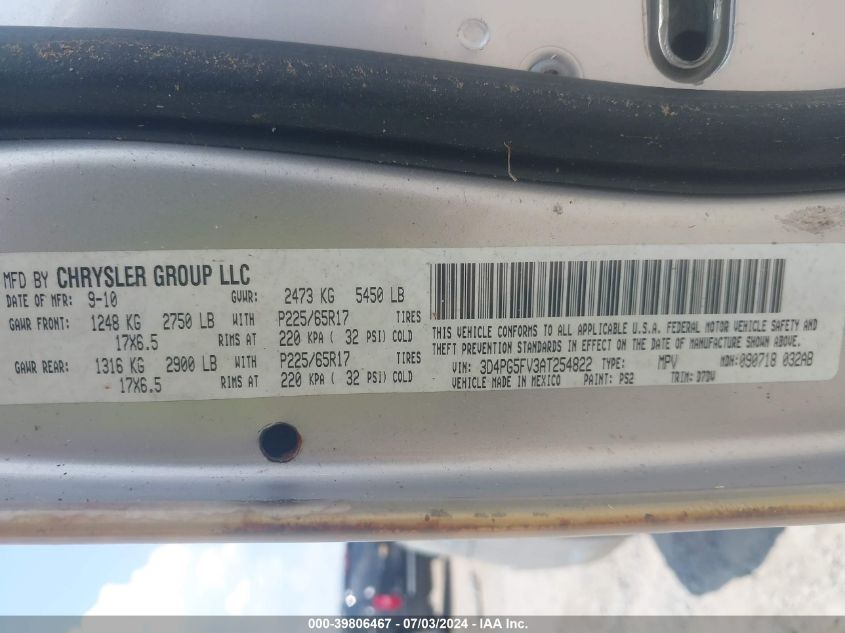 MFD BY CHRYSLER GROUP LLC
DATE OF MFR: 9-10 GVWR: 2473 KG 5450 LB
GAWR FRONT: 1248 KG 2750 LB WITH P225/65R17 TIRES
17X6.5 RIMS AT 220 KPA ( 32 PSI) COLD
GAWR REAR: 1316 KG 2900 LB WITH P225/65R17 TIRES
17X6.5 RIMS AT 220 KPA ( 32 PSI) COLD
THIS VEHICLE CONFORMS TO ALL APPLICABLE U.S.A. FEDERAL MOTOR VEHICLE SAFETY AND
THEFT PREVENTION STANDARDS IN EFFECT ON THE DATE OF MANUFACTURE SHOWN ABOVE.
VIN: 3D4PG5FV3AT254822 TYPE: MPV MDH: 090718 032AB
VEHICLE MADE IN MEXICO PAINT: PS2 TRIM: D7DV
000-39806467 - 07/03/2024 - IAA Inc.